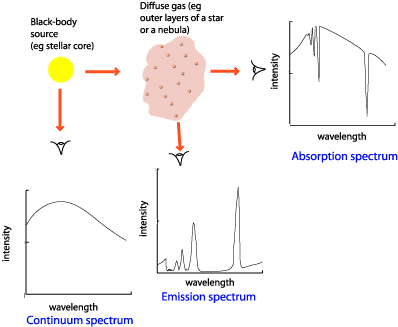 Black-body
source
(eg stellar core)
Diffuse gas (eg
outer layers of a star
or a nebula)
intensity
wavelength
Absorption spectrum
intensity
wavelength
Continuum spectrum
intensity
wavelength
Emission spectrum